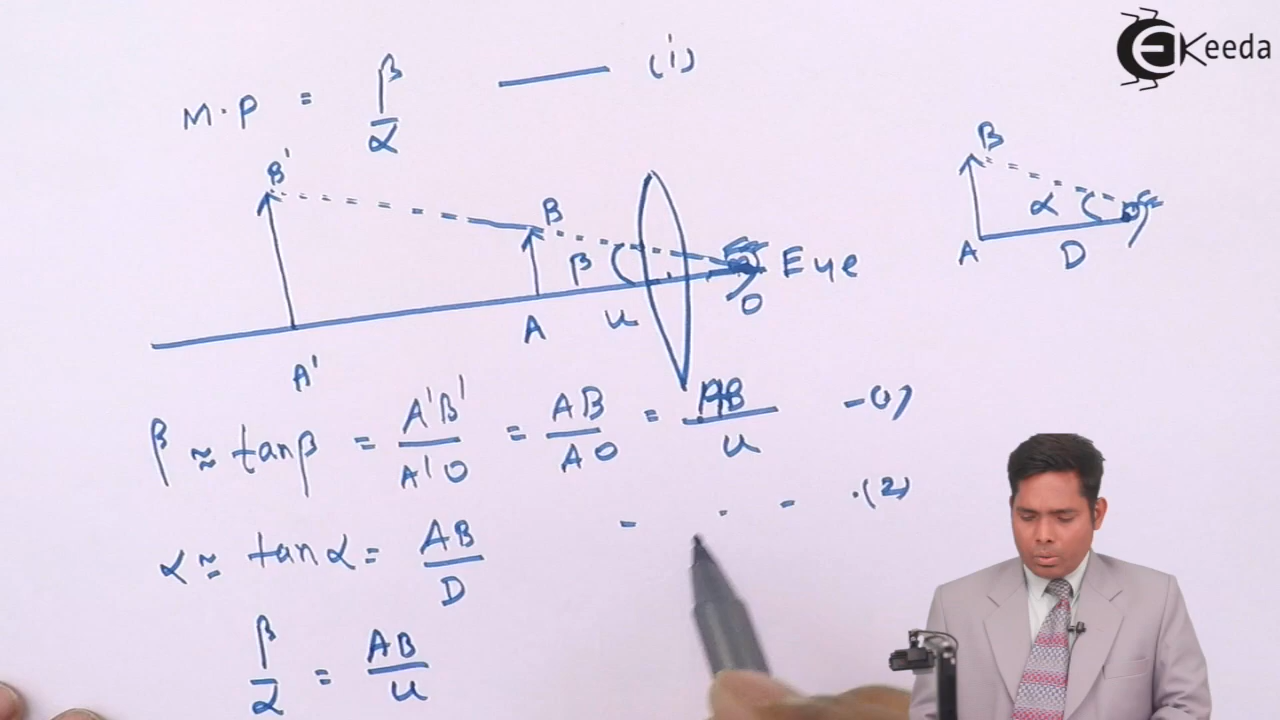 Keeda
M.P = β/α (i)
B'
B
B
β
Eye
α
A
D
u
O
A
A'
β ≈ tanβ = A'B'/A'O = AB/AO = AB/u -(1)
α ≈ tanα = AB/D - - - .(2)
β/α = AB/u